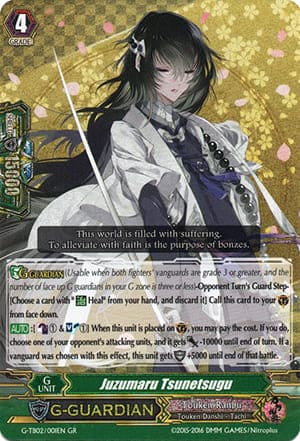 4
GRADE
15000
This world is filled with suffering.
To alleviate with faith is the purpose of bonzes.
G GUARDIAN (Usable when both fighters' vanguards are grade 3 or greater, and the
number of face up G guardians in your G zone is three or less)-Opponent Turn's Guard Step-
[Choose a card with Heal" from your hand, and discard it] Call this card to your
from face down.
AUTO: When this unit is placed on , you may pay the cost. If you do,
choose one of your opponent's attacking units, and it gets -10000 until end of turn. If a
vanguard was chosen with this effect, this unit gets +5000 until end of that battle.
G
UNIT
Juzumaru Tsunetsugu
G-GUARDIAN
Touken Ranbu
Touken Danshi - Tachi
G-TB02/001EN GR
©2015-2016 DMM GAMES/Nitroplus